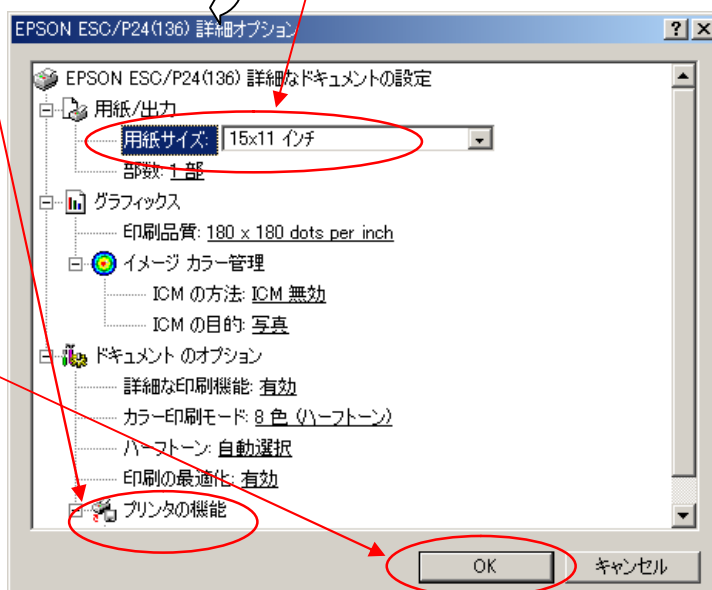 EPSON ESC/P24(136) 詳細オプション
EPSON ESC/P24(136) 詳細なドキュメントの設定
用紙/出力
用紙サイズ: 15x11 インチ
部数: 1 部
グラフィックス
印刷品質: 180 x 180 dots per inch
イメージ カラー管理
ICM の方法: ICM 無効
ICM の目的: 写真
ドキュメント のオプション
詳細な印刷機能: 有効
カラー印刷モード: 8 色 (ハーフトーン)
ハーフトーン: 自動選択
印刷の最適化: 有効
プリンタの機能
OK キャンセル